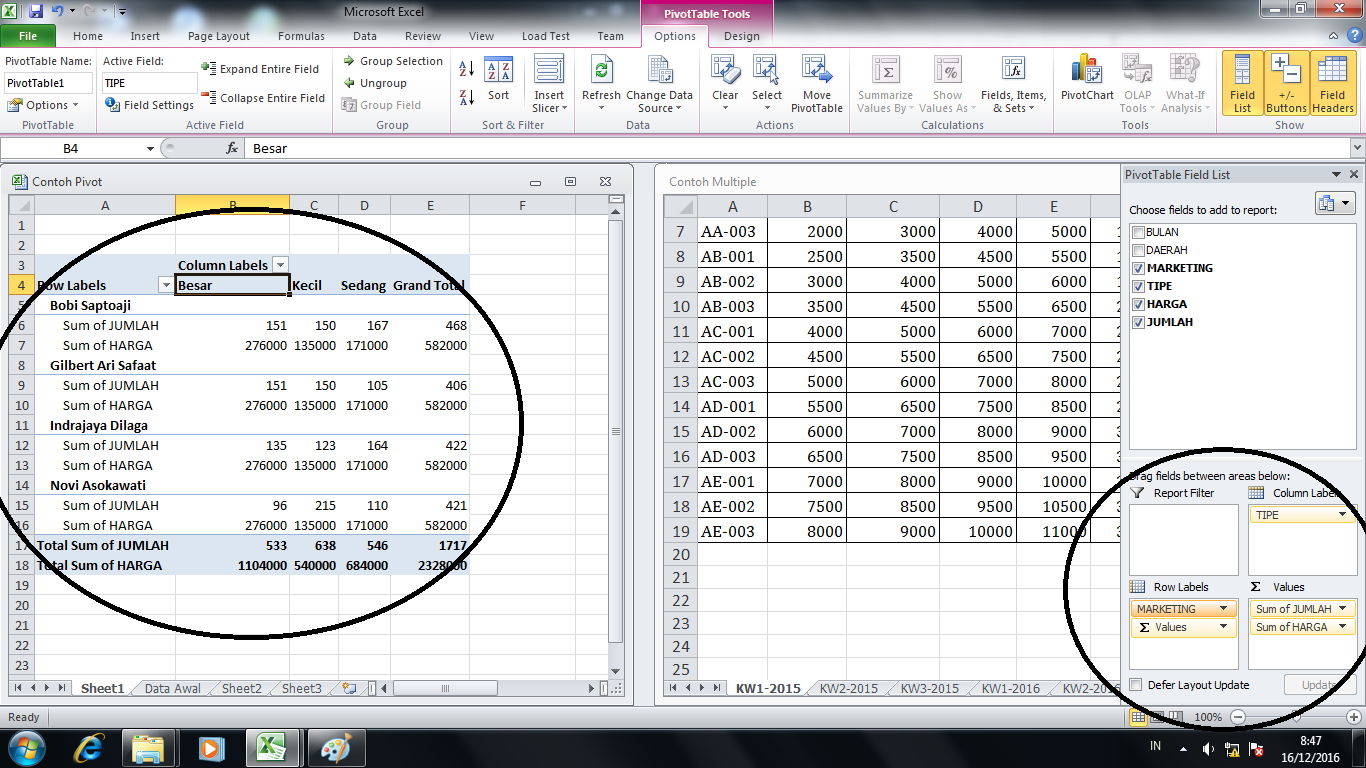 Microsoft Excel
PivotTable Tools
File Home Insert Page Layout Formulas Data Review View Load Test Team Options Design
PivotTable Name: Active Field:
PivotTable1 TIPE
Options Field Settings
Expand Entire Field
Collapse Entire Field
Group Selection
Ungroup
Group Field
Sort
Insert Slicer
Refresh
Change Data Source
Clear
Select
Move PivotTable
Summarize Values By
Show Values As
Fields, Items, & Sets
PivotChart
OLAP Tools
What-If Analysis
Field List
+/- Buttons
Field Headers
PivotTable Active Field Group Sort & Filter Data Actions Calculations Tools Show
B4 fx Besar
Contoh Pivot
A B C D E F
1
2
3 Column Labels
4 Row Labels Besar Kecil Sedang Grand Total
5 Bobi Saptoaji
6 Sum of JUMLAH 151 150 167 468
7 Sum of HARGA 276000 135000 171000 582000
8 Gilbert Ari Safaat
9 Sum of JUMLAH 151 150 105 406
10 Sum of HARGA 276000 135000 171000 582000
11 Indrajaya Dilaga
12 Sum of JUMLAH 135 123 164 422
13 Sum of HARGA 276000 135000 171000 582000
14 Novi Asokawati
15 Sum of JUMLAH 96 215 110 421
16 Sum of HARGA 276000 135000 171000 582000
17 Total Sum of JUMLAH 533 638 546 1717
18 Total Sum of HARGA 1104000 540000 684000 2328000
19
20
21
22
23
Sheet1 Data Awal Sheet2 Sheet3
Contoh Multiple
A B C D E
7 AA-003 2000 3000 4000 5000
8 AB-001 2500 3500 4500 5500
9 AB-002 3000 4000 5000 6000
10 AB-003 3500 4500 5500 6500
11 AC-001 4000 5000 6000 7000
12 AC-002 4500 5500 6500 7500
13 AC-003 5000 6000 7000 8000
14 AD-001 5500 6500 7500 8500
15 AD-002 6000 7000 8000 9000
16 AD-003 6500 7500 8500 9500
17 AE-001 7000 8000 9000 10000
18 AE-002 7500 8500 9500 10500
19 AE-003 8000 9000 10000 11000
20
21
22
23
24
25
KW1-2015 KW2-2015 KW3-2015 KW1-2016 KW2-2016
PivotTable Field List
Choose fields to add to report:
BULAN
DAERAH
MARKETING
TIPE
HARGA
JUMLAH
Drag fields between areas below:
Report Filter Column Labels
TIPE
Row Labels Σ Values
MARKETING Sum of JUMLAH
Σ Values Sum of HARGA
Defer Layout Update Update
Ready 100%
IN 8:47
16/12/2016